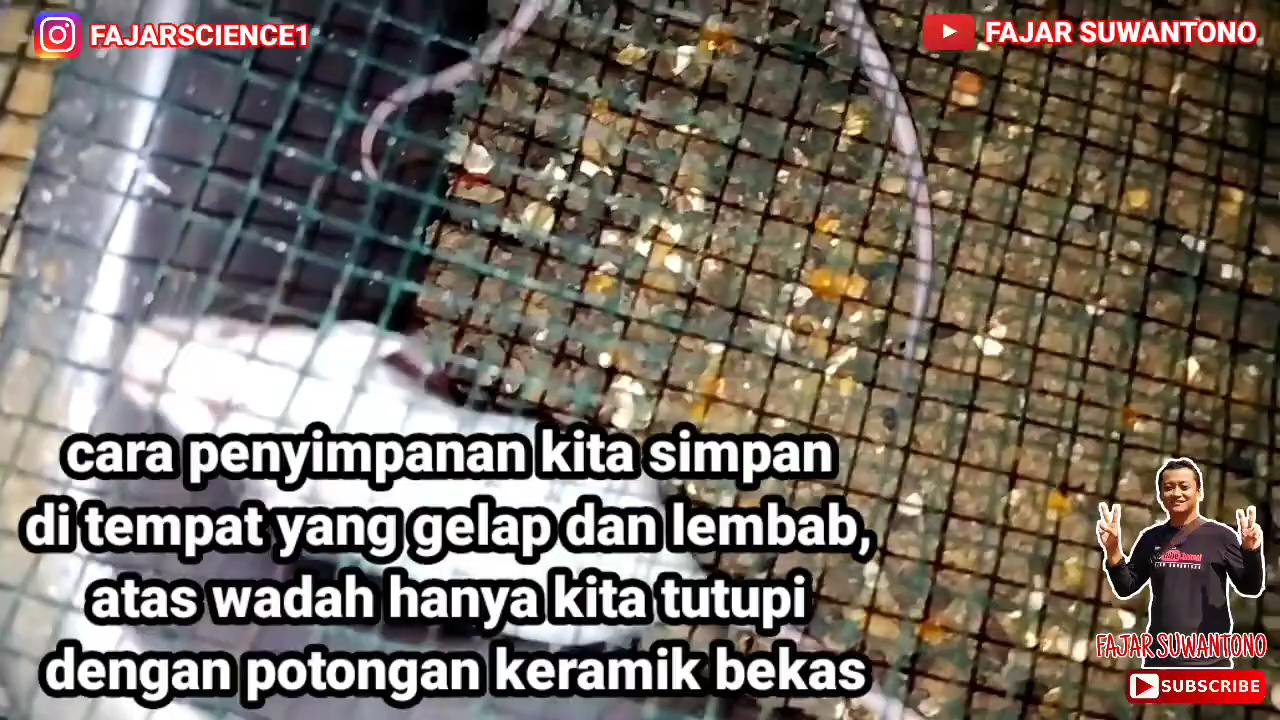 FAJARSCIENCE1
FAJAR SUWANTONO
cara penyimpanan kita simpan
di tempat yang gelap dan lembab,
atas wadah hanya kita tutupi
dengan potongan keramik bekas
FAJAR SUWANTONO
SUBSCRIBE